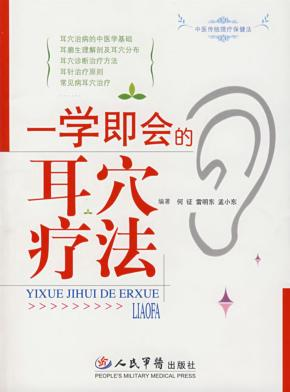 中医传统理疗保健法
耳穴治病的中医学基础
耳廓生理解剖及耳穴分布
耳穴诊断治疗方法
耳针治疗原则
常见病耳穴治疗
一学即会的
耳穴
疗法
编著 何 征 雷明东 孟小东
YIXUE JIHUI DE ERXUE
>>>>>>>>> LIAOFA
人民军医出版社
PEOPLE'S MILITARY MEDICAL PRESS